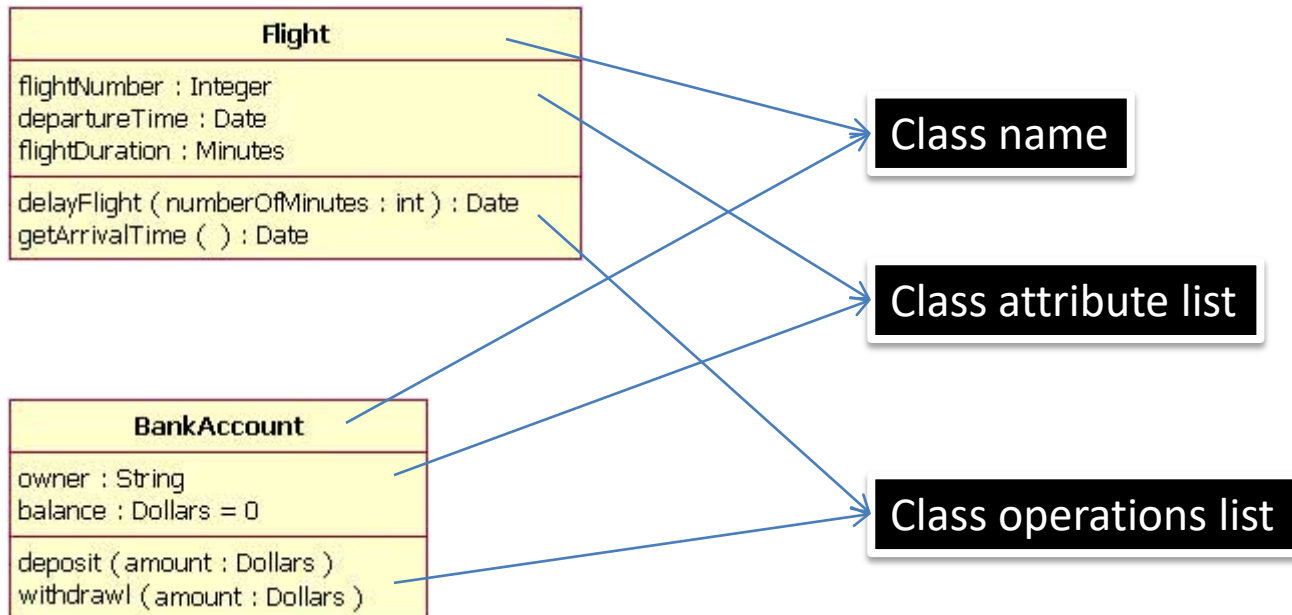 Flight
flightNumber : Integer
departureTime : Date
flightDuration : Minutes
delayFlight ( numberOfMinutes : int ) : Date
getArrivalTime ( ) : Date
Class name
Class attribute list
BankAccount
owner : String
balance : Dollars = 0
deposit ( amount : Dollars )
withdrawl ( amount : Dollars )
Class operations list